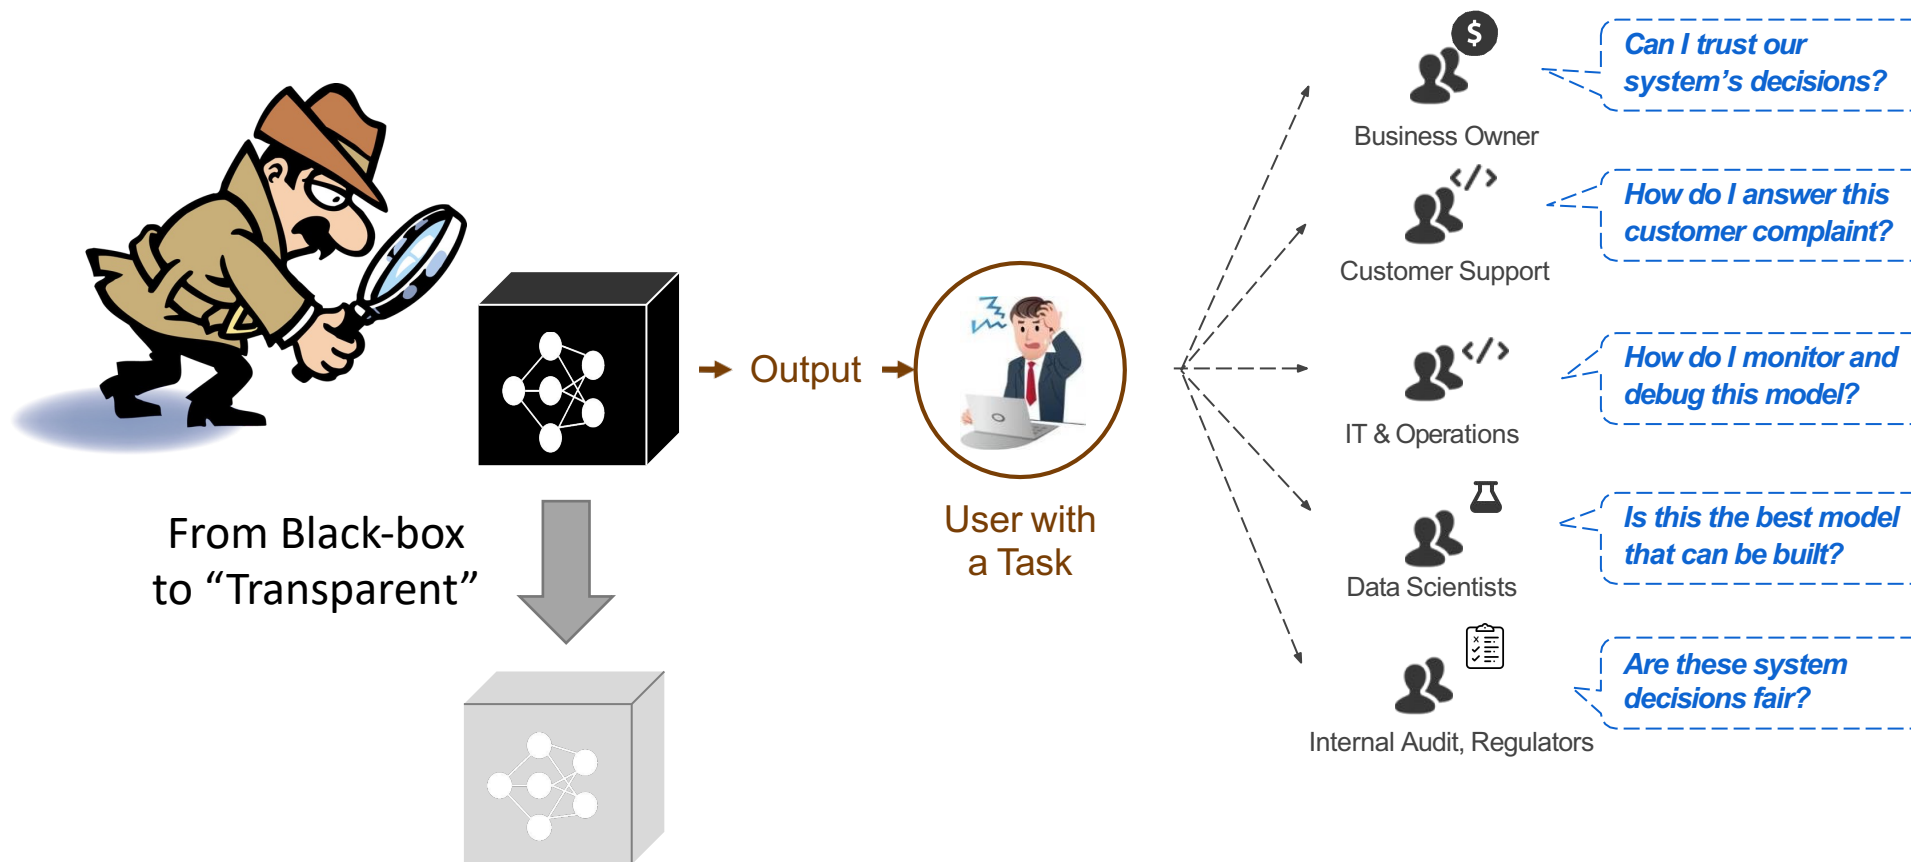 From Black-box
to “Transparent”
Output
User with
a Task
$
Business Owner
Can I trust our
system’s decisions?
</>
Customer Support
How do I answer this
customer complaint?
</>
IT & Operations
How do I monitor and
debug this model?
Data Scientists
Is this the best model
that can be built?
Internal Audit, Regulators
Are these system
decisions fair?